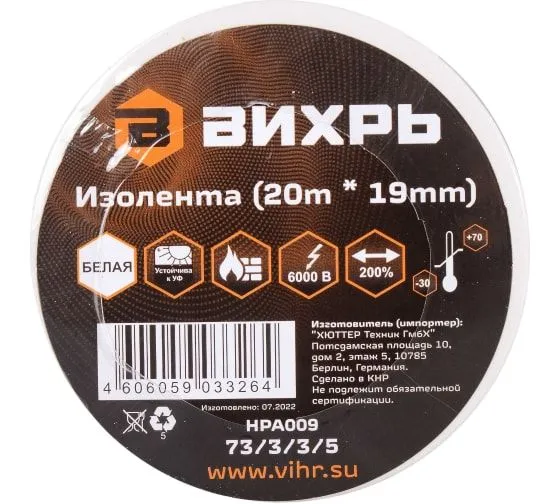 ВИХРЬ
Изолента (20m * 19mm)
БЕЛАЯ
Устойчива
к УФ
6000 В
200%
+70
-30
Изготовитель (импортер):
"ХЮТТЕР Техник ГмбХ"
Потсдамская площадь 10,
дом 2, этаж 5, 10785
Берлин, Германия.
Сделано в КНР
Не подлежит обязательной
сертификации.
4 606059 033264
Изготовлено: 07.2022
5
HPA009
73/3/3/5
www.vihr.su